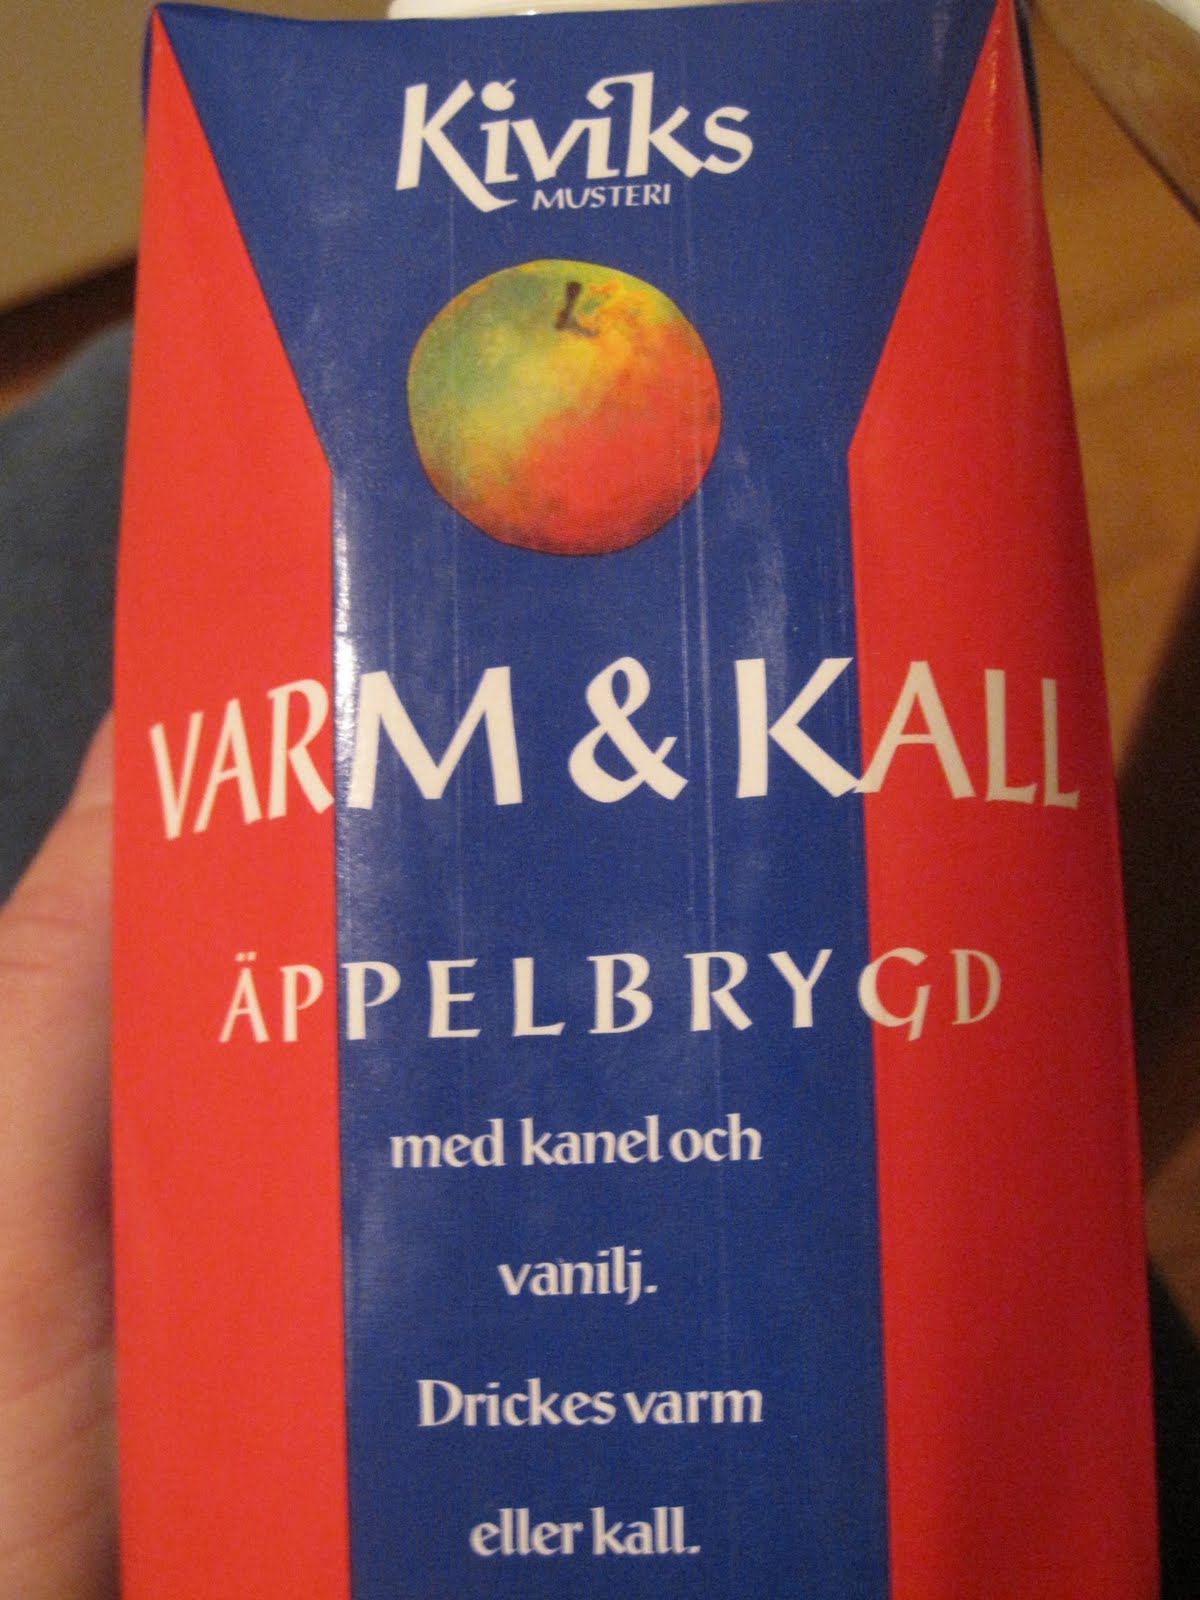 Kiviks
MUSTERI
VARM & KALL
ÄPPELBRYGD
med kanel och
vanilj.
Drickes varm
eller kall.